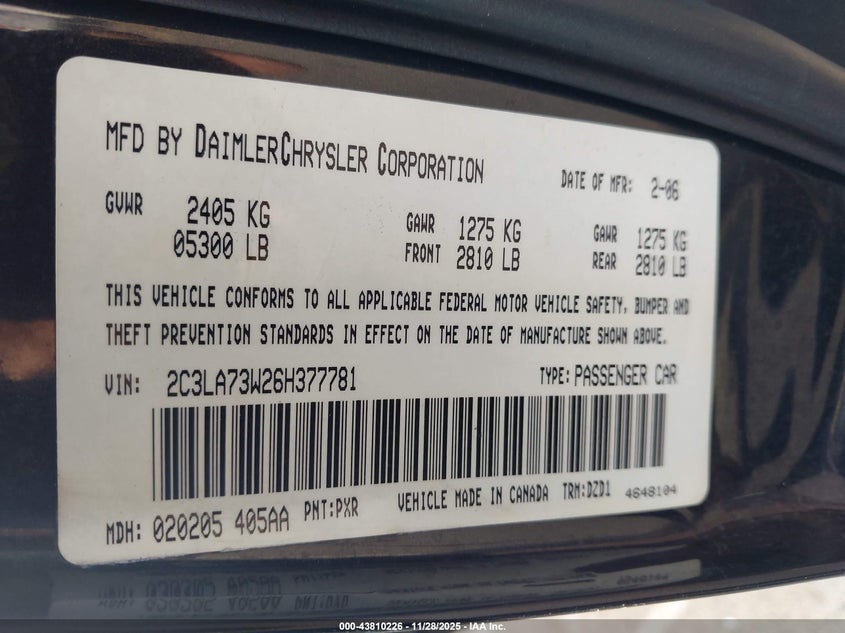 MFD BY DAIMLERCHRYSLER CORPORATION
DATE OF MFR: 2-06
GVWR 2405 KG GAWR 1275 KG GAWR 1275 KG
05300 LB FRONT 2810 LB REAR 2810 LB
THIS VEHICLE CONFORMS TO ALL APPLICABLE FEDERAL MOTOR VEHICLE SAFETY, BUMPER AND
THEFT PREVENTION STANDARDS IN EFFECT ON THE DATE OF MANUFACTURE SHOWN ABOVE.
VIN: 2C3LA73W26H377781 TYPE: PASSENGER CAR
MDH: 020205 405AA PNT:PXR VEHICLE MADE IN CANADA TRM:DZD1 4648104
000-43810226 - 11/28/2025 - IAA Inc.